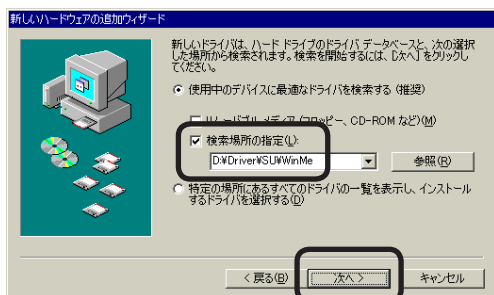 新しいハードウェアの追加ウィザード
新しいドライバは、ハード ドライブのドライバ データベースと、次の選択
した場所から検索されます。検索を開始するには、[次へ] をクリックし
てください。
使用中のデバイスに最適なドライバを検索する (推奨)
リムーバブル メディア (フロッピー、CD-ROM など)(M)
検索場所の指定(L):
D:¥Driver¥SU¥WinMe
参照(R)
特定の場所にあるすべてのドライバの一覧を表示し、インストール
するドライバを選択する(D)
< 戻る(B)
次へ >
キャンセル